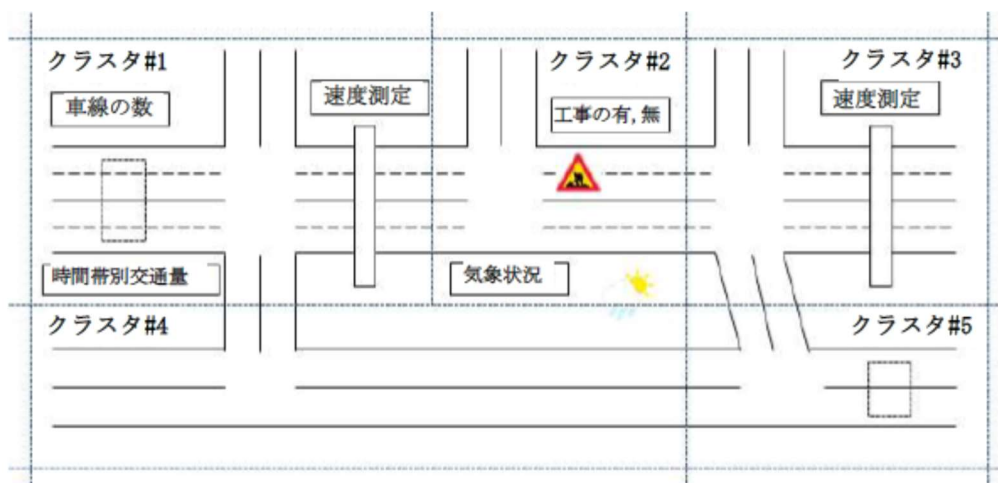 クラスタ#1
クラスタ#2
クラスタ#3
車線の数
速度測定
工事の有,無
速度測定
時間帯別交通量
気象状況
クラスタ#4
クラスタ#5